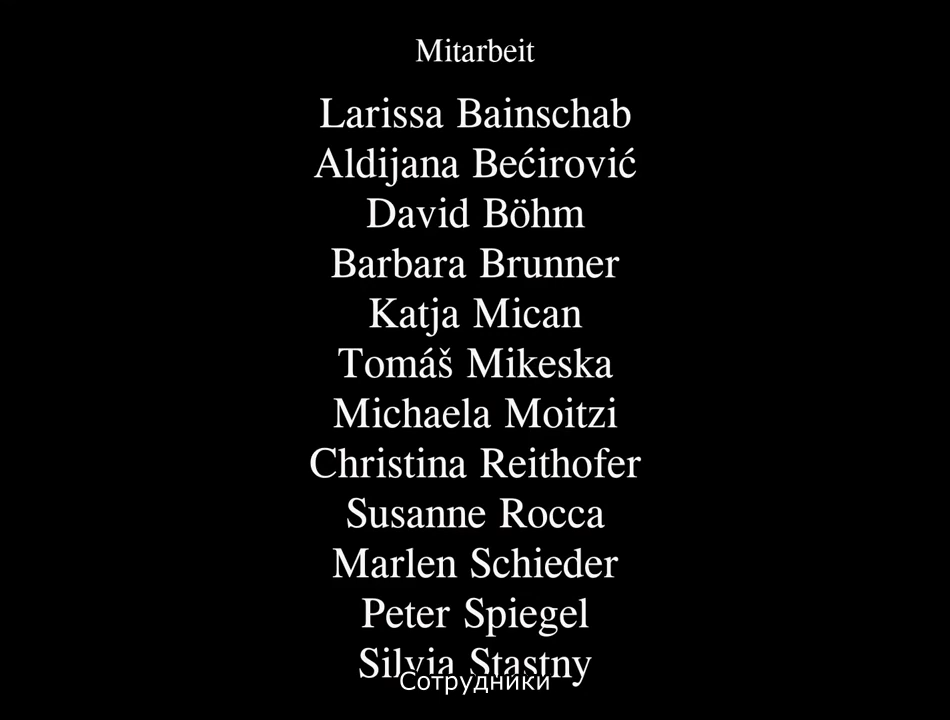 Mitarbeit
Larissa Bainschab
Aldijana Bećirović
David Böhm
Barbara Brunner
Katja Mican
Tomáš Mikeska
Michaela Moitzi
Christina Reithofer
Susanne Rocca
Marlen Schieder
Peter Spiegel
Silvia Stastny
Сотрудники